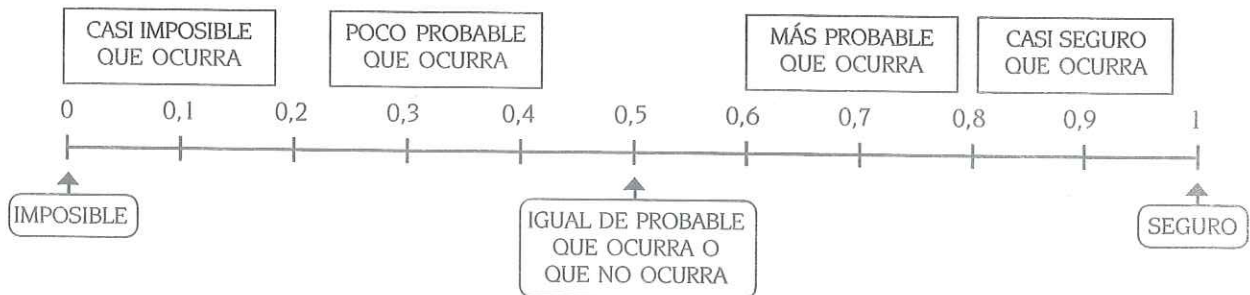 CASI IMPOSIBLE
QUE OCURRA
POCO PROBABLE
QUE OCURRA
MÁS PROBABLE
QUE OCURRA
CASI SEGURO
QUE OCURRA
0 0,1 0,2 0,3 0,4 0,5 0,6 0,7 0,8 0,9 1
IMPOSIBLE
IGUAL DE PROBABLE
QUE OCURRA O
QUE NO OCURRA
SEGURO